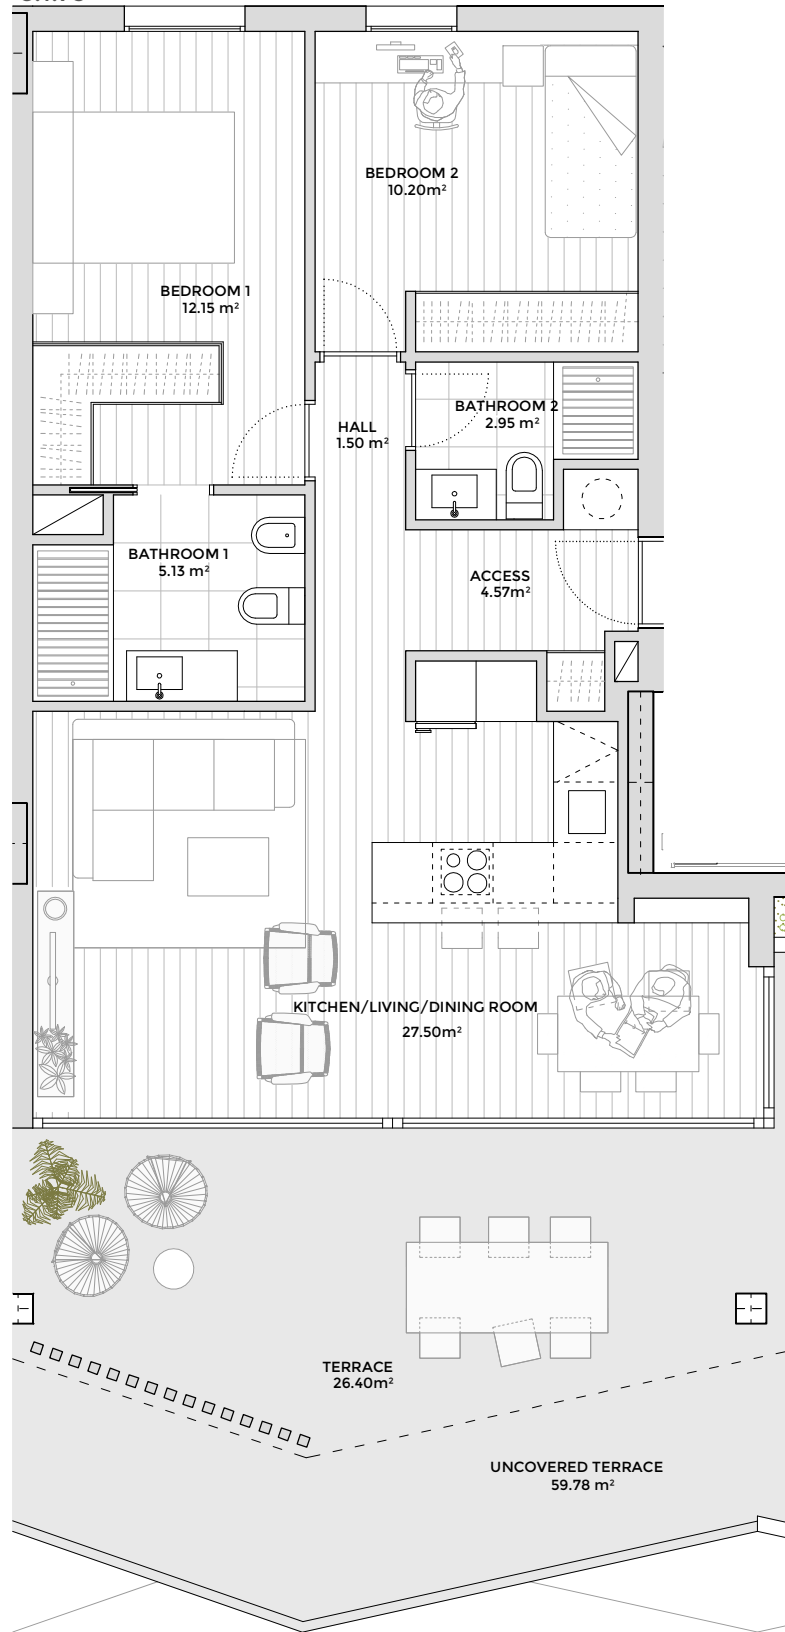 BEDROOM 2
10.20m²
BEDROOM 1
12.15 m²
HALL
1.50 m²
BATHROOM 2
2.95 m²
BATHROOM 1
5.13 m²
ACCESS
4.57m²
KITCHEN/LIVING/DINING ROOM
27.50m²
TERRACE
26.40m²
UNCOVERED TERRACE
59.78 m²